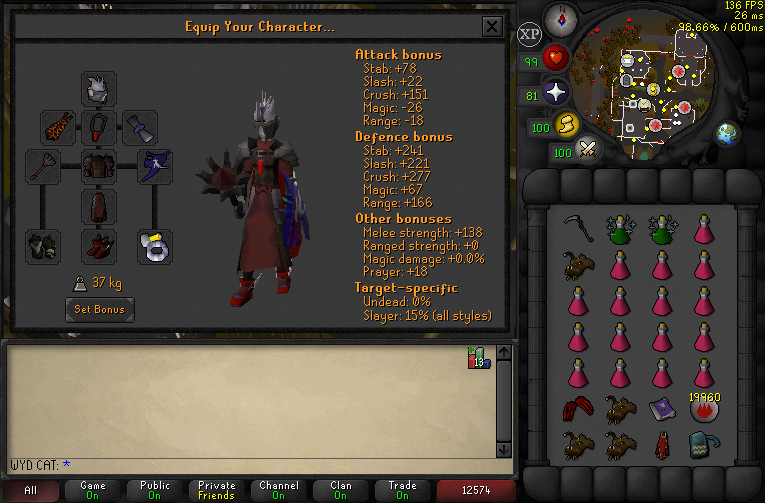 Equip Your Character...
Attack bonus
Stab: +78
Slash: +22
Crush: +151
Magic: -26
Range: -18
Defence bonus
Stab: +241
Slash: +221
Crush: +277
Magic: +67
Range: +166
Other bonuses
Melee strength: +138
Ranged strength: +0
Magic damage: +0.0%
Prayer: +18
Target-specific
Undead: 0%
Slayer: 15% (all styles)
37 kg
Set Bonus
136 FPS
26 ms
98.66% / 600ms
N
XP
99
81
100
100
19960
13
WYD CAT: *
All
Game
On
Public
On
Private
Friends
Channel
On
Clan
On
Trade
On
12574